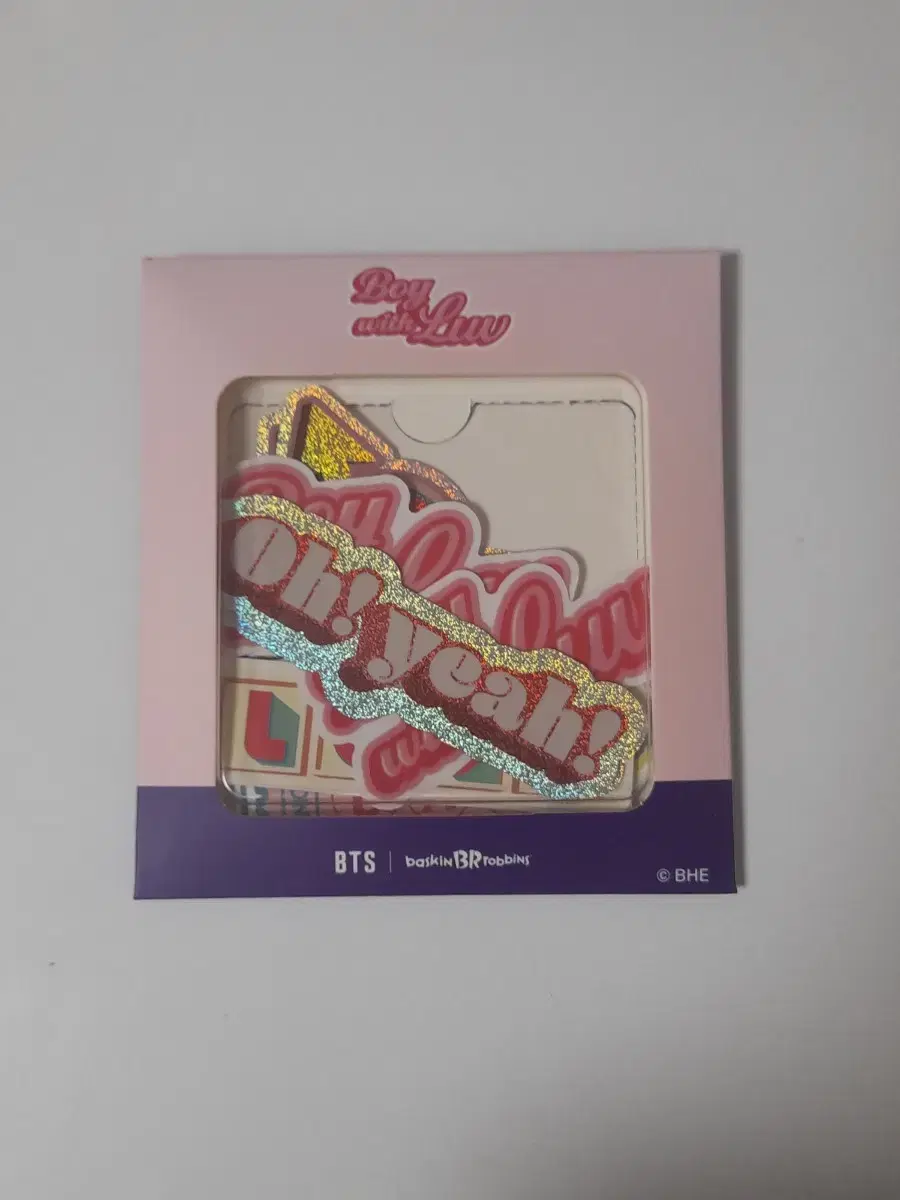 Boy
with Luv
Oh! yeah!
BTS | baskin BR robbins
© BHE